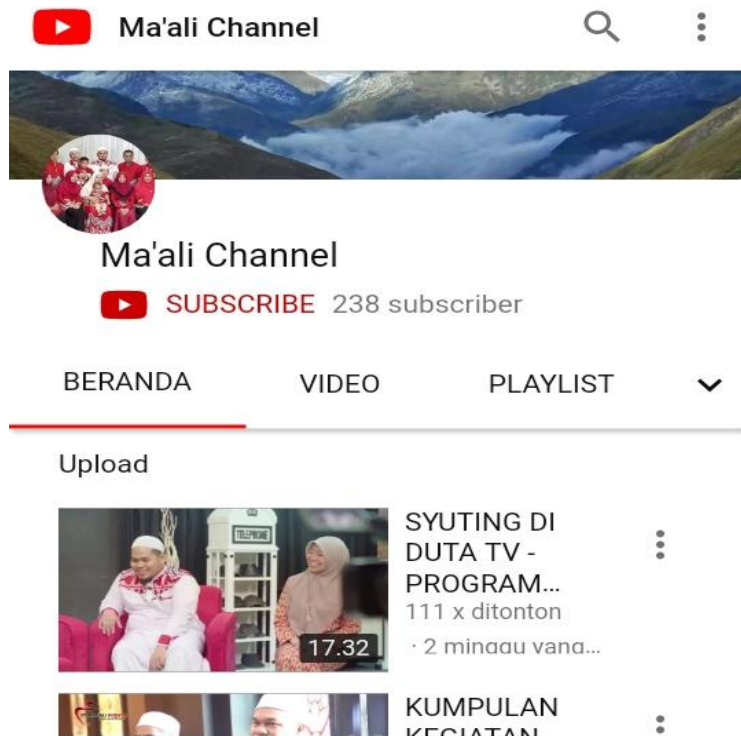 Ma'ali Channel
Ma'ali Channel
SUBSCRIBE 238 subscriber
BERANDA VIDEO PLAYLIST
Upload
TELEPHONE
SYUTING DI
DUTA TV -
PROGRAM...
111 x ditonton
· 2 minggu yang...
17.32
KUMPULAN
KEGIATAN